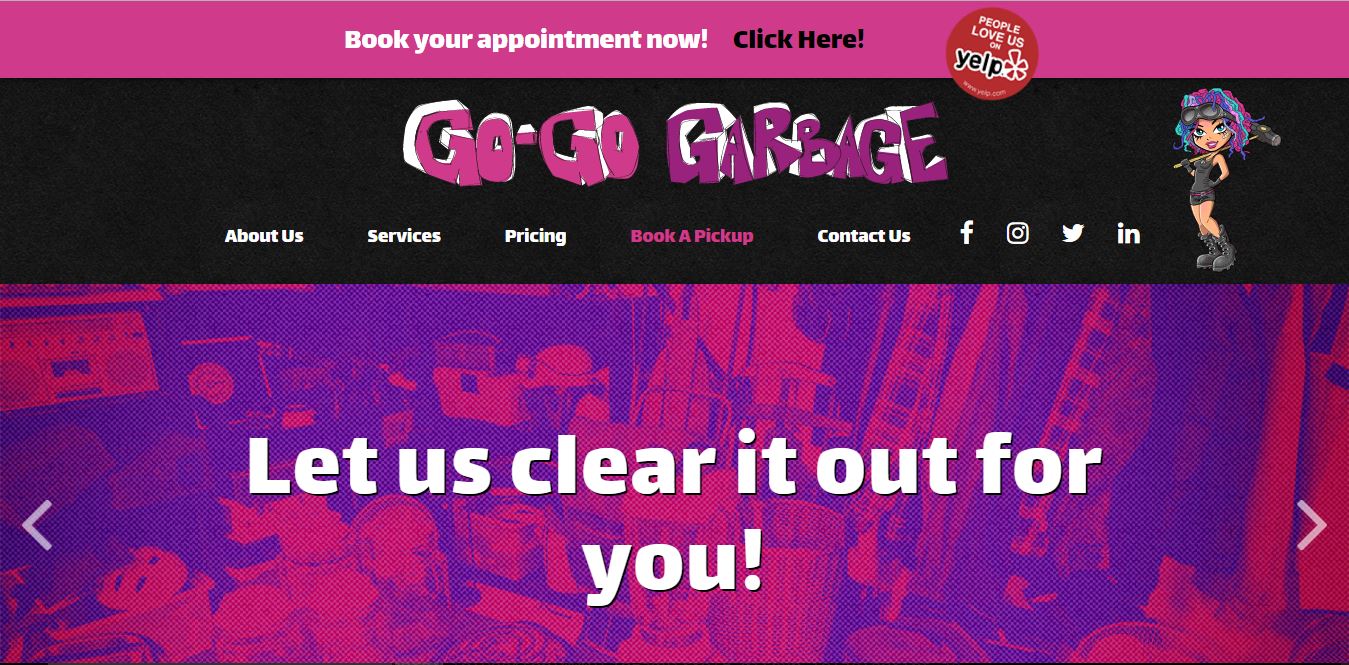 Book your appointment now! Click Here!
PEOPLE
LOVE US
ON
yelp
www.yelp.com
GO-GO GARBAGE
About Us Services Pricing Book A Pickup Contact Us
Let us clear it out for
you!